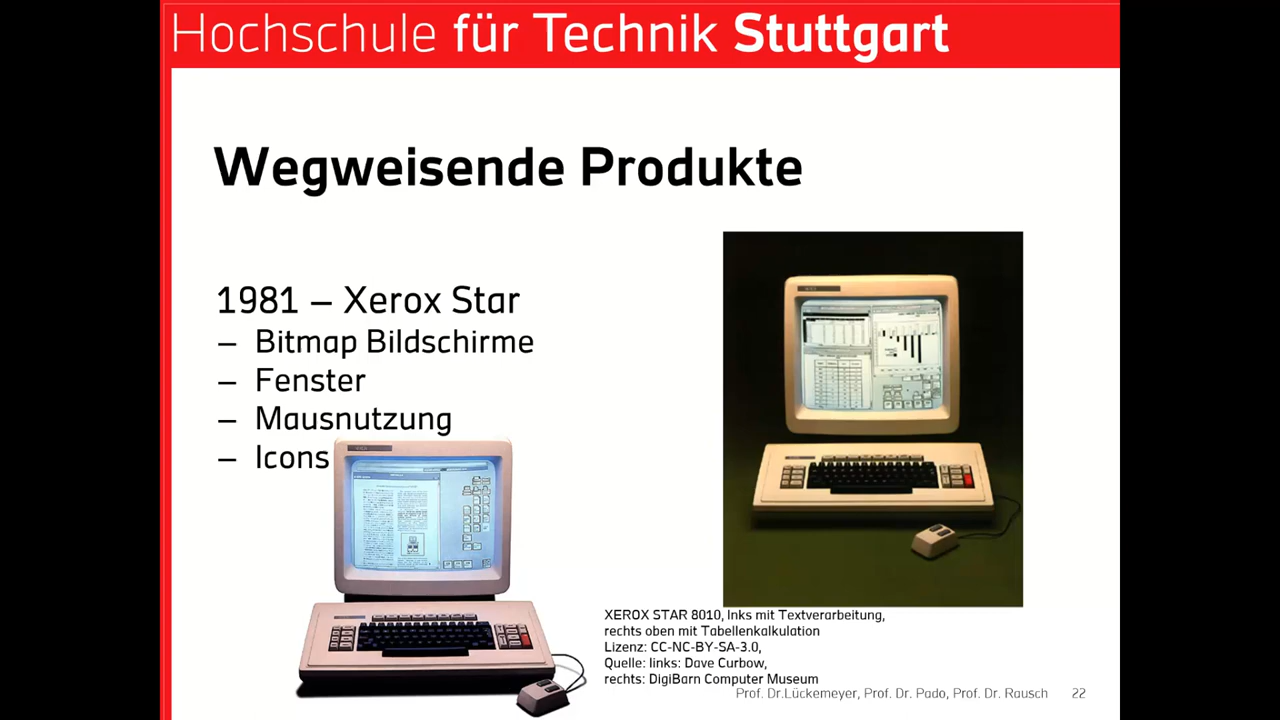 Hochschule für Technik Stuttgart
Wegweisende Produkte
1981 – Xerox Star
– Bitmap Bildschirme
– Fenster
– Mausnutzung
– Icons
XEROX STAR 8010, lnks mit Textverarbeitung,
rechts oben mit Tabellenkalkulation
Lizenz: CC-NC-BY-SA-3.0,
Quelle: links: Dave Curbow,
rechts: DigiBarn Computer Museum
Prof. Dr.Lückemeyer, Prof. Dr. Pado, Prof. Dr. Rausch 22